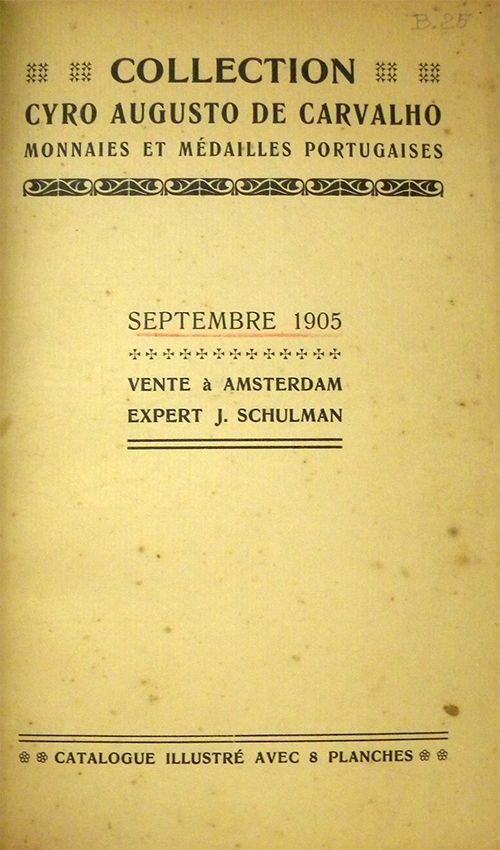 B.25
COLLECTION
CYRO AUGUSTO DE CARVALHO
MONNAIES ET MÉDAILLES PORTUGAISES
SEPTEMBRE 1905
VENTE à AMSTERDAM
EXPERT J. SCHULMAN
CATALOGUE ILLUSTRÉ AVEC 8 PLANCHES